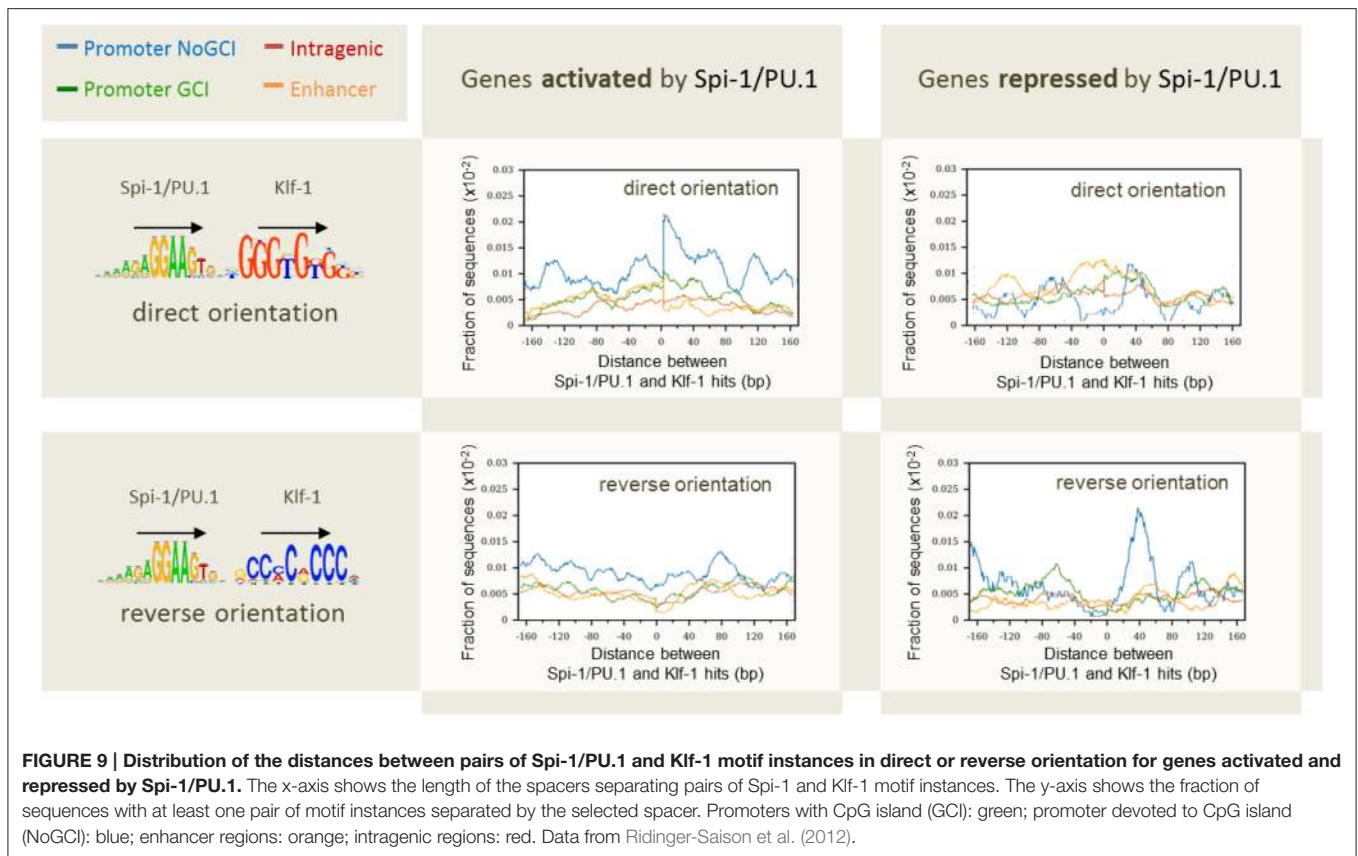 Promoter NoGCI
Intragenic
Promoter GCI
Enhancer
Genes activated by Spi-1/PU.1
Genes repressed by Spi-1/PU.1
Spi-1/PU.1
Klf-1
direct orientation
Fraction of sequences (x10-2)
0.03
0.025
0.02
0.015
0.01
0.005
0
direct orientation
-160 -120 -80 -40 0 40 80 120 160
Distance between
Spi-1/PU.1 and Klf-1 hits (bp)
Fraction of sequences (x10-2)
0.03
0.025
0.02
0.015
0.01
0.005
0
direct orientation
-160 -120 -80 -40 0 40 80 120 160
Distance between
Spi-1/PU.1 and Klf-1 hits (bp)
Spi-1/PU.1
Klf-1
reverse orientation
Fraction of sequences (x10-2)
0.03
0.025
0.02
0.015
0.01
0.005
0
reverse orientation
-160 -120 -80 -40 0 40 80 120 160
Distance between
Spi-1/PU.1 and Klf-1 hits (bp)
Fraction of sequences (x10-2)
0.03
0.025
0.02
0.015
0.01
0.005
0
reverse orientation
-160 -120 -80 -40 0 40 80 120 160
Distance between
Spi-1/PU.1 and Klf-1 hits (bp)
FIGURE 9 | Distribution of the distances between pairs of Spi-1/PU.1 and Klf-1 motif instances in direct or reverse orientation for genes activated and
repressed by Spi-1/PU.1. The x-axis shows the length of the spacers separating pairs of Spi-1 and Klf-1 motif instances. The y-axis shows the fraction of
sequences with at least one pair of motif instances separated by the selected spacer. Promoters with CpG island (GCI): green; promoter devoted to CpG island
(NoGCI): blue; enhancer regions: orange; intragenic regions: red. Data from Ridinger-Saison et al. (2012).